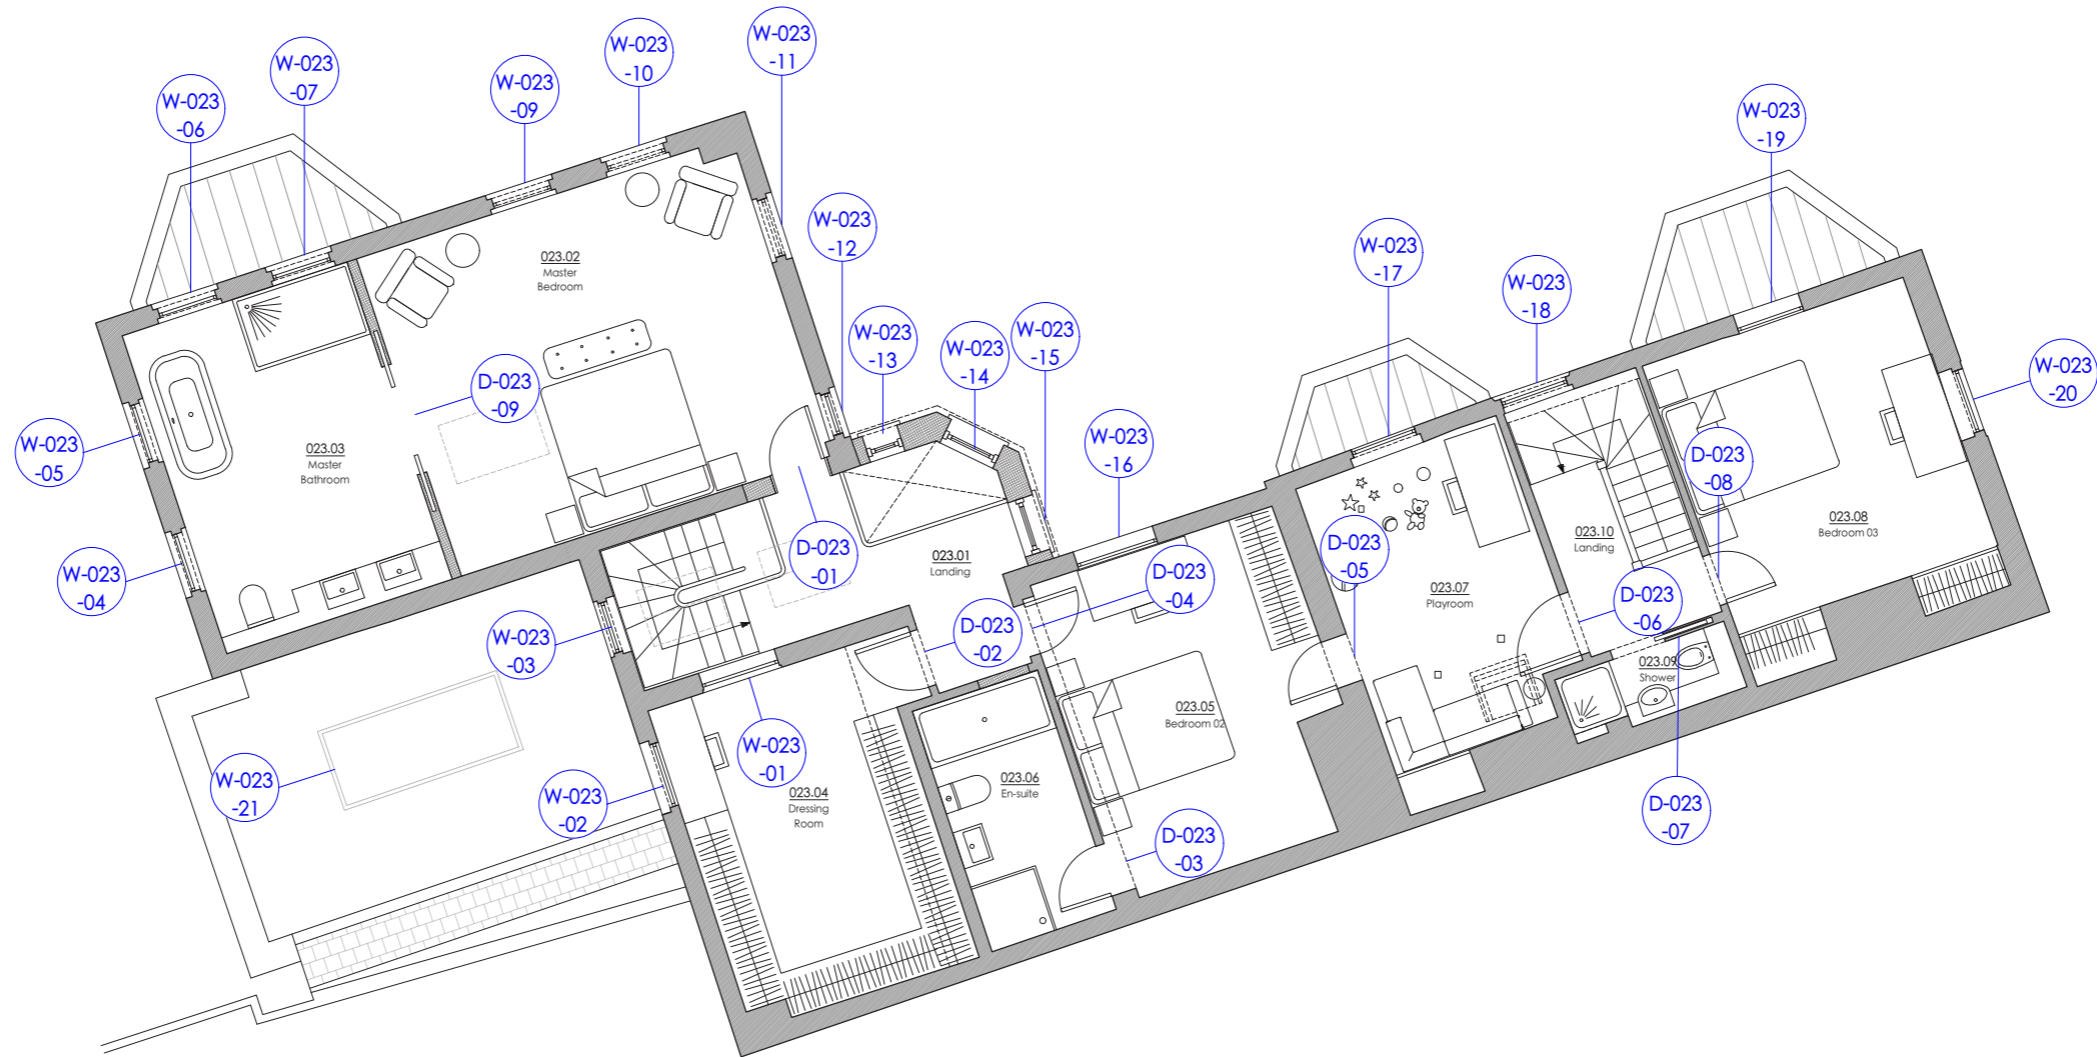 W-023
-06
W-023
-07
W-023
-09
W-023
-10
W-023
-11
W-023
-12
W-023
-13
W-023
-14
W-023
-15
W-023
-16
W-023
-17
W-023
-18
W-023
-19
W-023
-20
W-023
-05
W-023
-04
W-023
-03
W-023
-21
W-023
-02
W-023
-01
D-023
-09
D-023
-01
D-023
-02
D-023
-04
D-023
-03
D-023
-05
D-023
-06
D-023
-08
D-023
-07
023.02
Master
Bedroom
023.03
Master
Bathroom
023.01
Landing
023.04
Dressing
Room
023.06
En-suite
023.05
Bedroom 02
023.07
Playroom
023.10
Landing
023.09
Shower
023.08
Bedroom 03